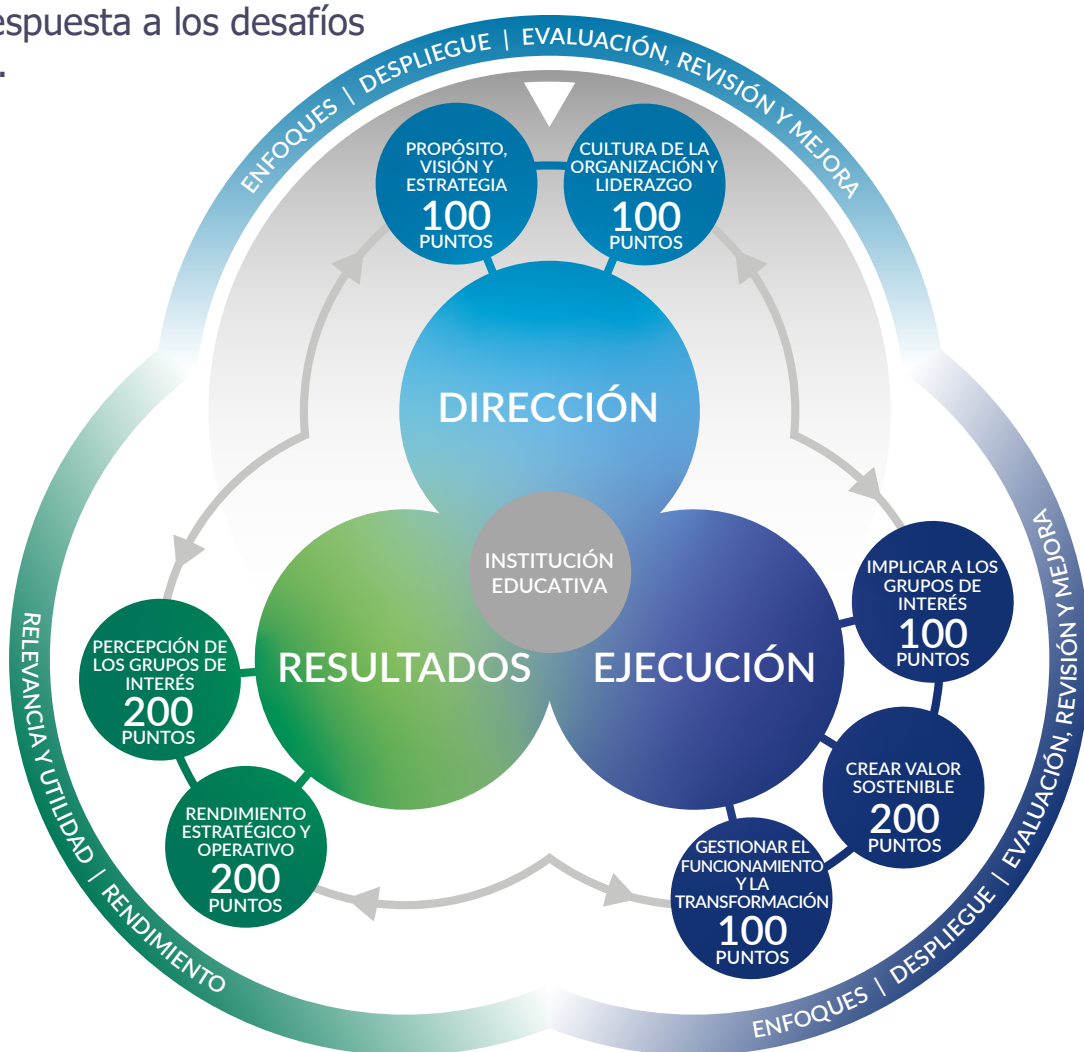 espuesta a los desafíos
.
ENFOQUES | DESPLIEGUE | EVALUACIÓN, REVISIÓN Y MEJORA
PROPÓSITO,
VISIÓN Y
ESTRATEGIA
100
PUNTOS
CULTURA DE LA
ORGANIZACIÓN Y
LIDERAZGO
100
PUNTOS
DIRECCIÓN
INSTITUCIÓN
EDUCATIVA
RESULTADOS
EJECUCIÓN
IMPLICAR A LOS
GRUPOS DE
INTERÉS
100
PUNTOS
CREAR VALOR
SOSTENIBLE
200
PUNTOS
GESTIONAR EL
FUNCIONAMIENTO
Y LA
TRANSFORMACIÓN
100
PUNTOS
ENFOQUES | DESPLIEGUE | EVALUACIÓN, REVISIÓN Y MEJORA
PERCEPCIÓN DE
LOS GRUPOS DE
INTERÉS
200
PUNTOS
RENDIMIENTO
ESTRATÉGICO Y
OPERATIVO
200
PUNTOS
RELEVANCIA Y UTILIDAD | RENDIMIENTO